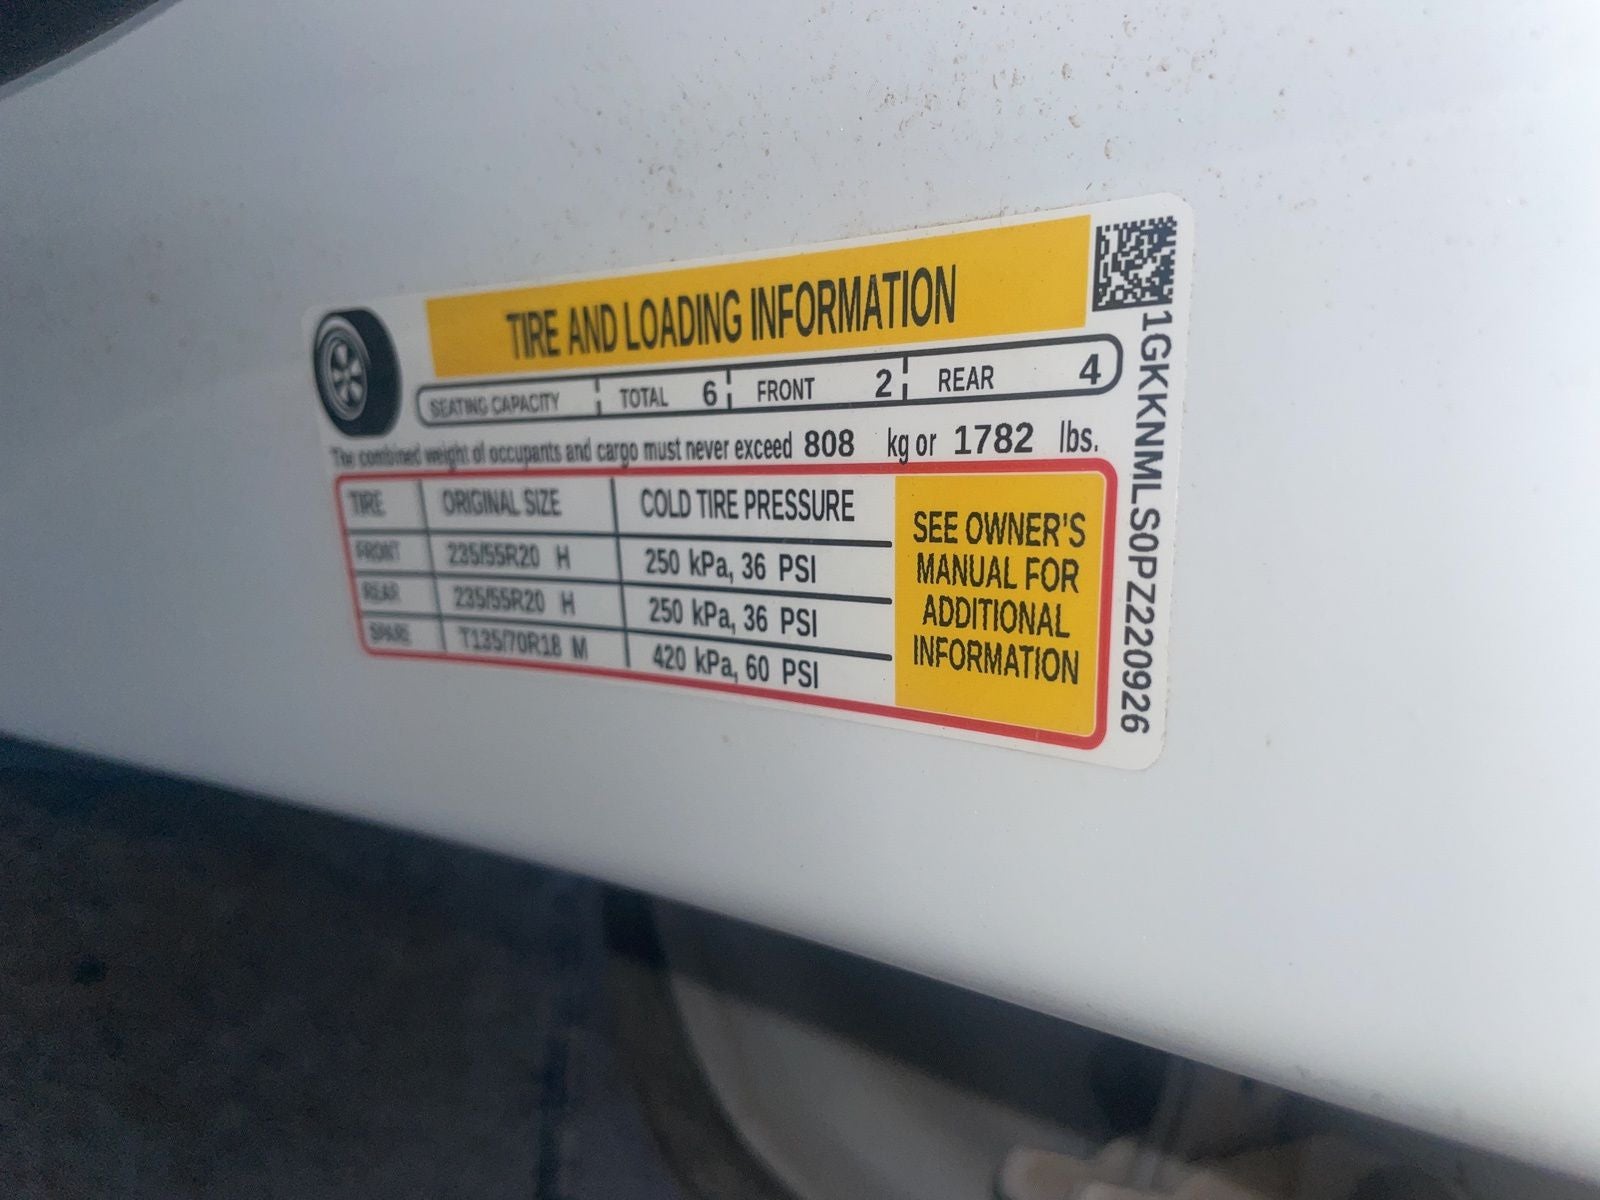 TIRE AND LOADING INFORMATION
SEATING CAPACITY TOTAL 6 FRONT 2 REAR 4
The combined weight of occupants and cargo must never exceed 808 kg or 1782 lbs.
TIRE ORIGINAL SIZE COLD TIRE PRESSURE
FRONT 235/55R20 H 250 kPa, 36 PSI
REAR 235/55R20 H 250 kPa, 36 PSI
SPARE T135/70R18 M 420 kPa, 60 PSI
SEE OWNER'S
MANUAL FOR
ADDITIONAL
INFORMATION
1GKKNMLS0PZ220926